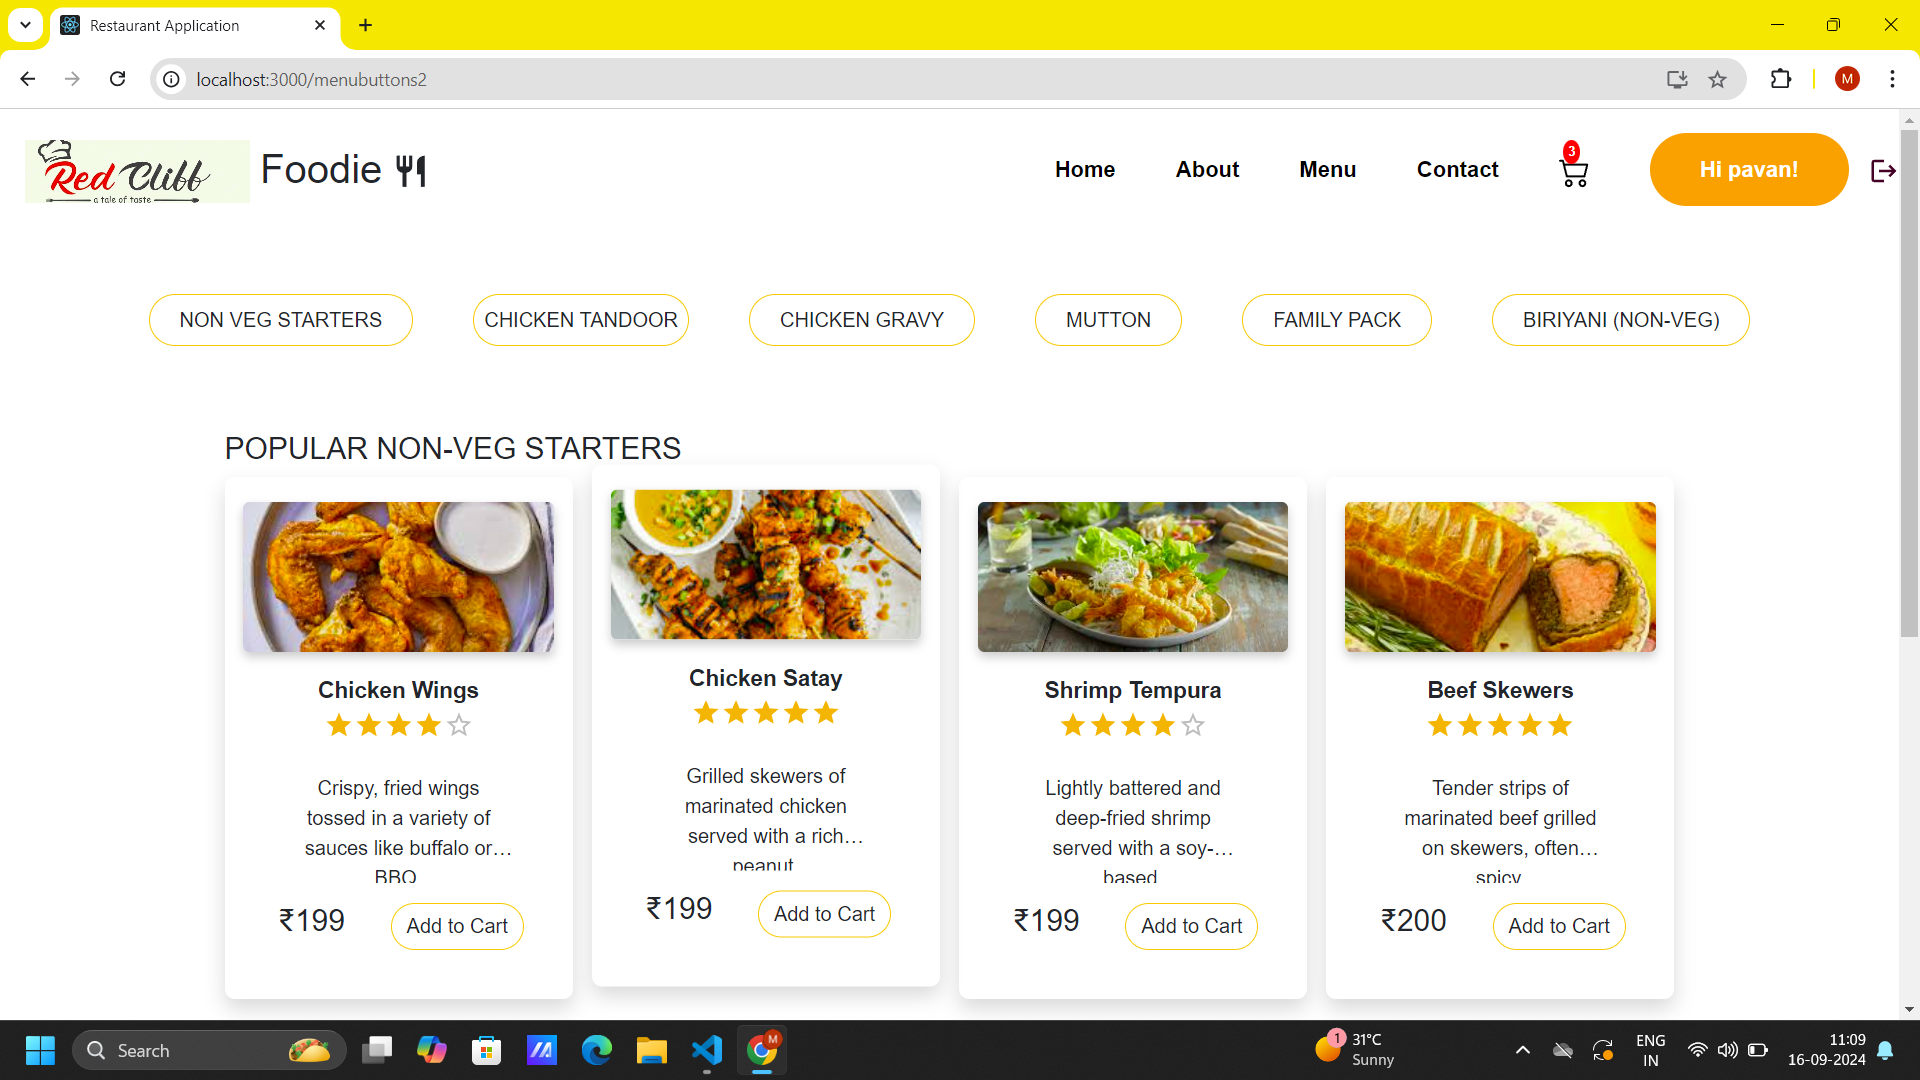 Restaurant Application
localhost:3000/menubuttons2
M
Red Cliff
a tale of taste
Foodie
Home
About
Menu
Contact
3
Hi pavan!
NON VEG STARTERS
CHICKEN TANDOOR
CHICKEN GRAVY
MUTTON
FAMILY PACK
BIRIYANI (NON-VEG)
POPULAR NON-VEG STARTERS
Chicken Wings
Crispy, fried wings
tossed in a variety of
sauces like buffalo or…
BBQ
₹199
Add to Cart
Chicken Satay
Grilled skewers of
marinated chicken
served with a rich…
peanut
₹199
Add to Cart
Shrimp Tempura
Lightly battered and
deep-fried shrimp
served with a soy-…
based
₹199
Add to Cart
Beef Skewers
Tender strips of
marinated beef grilled
on skewers, often…
spicy
₹200
Add to Cart
Search
M
1
31°C
Sunny
ENG
IN
11:09
16-09-2024